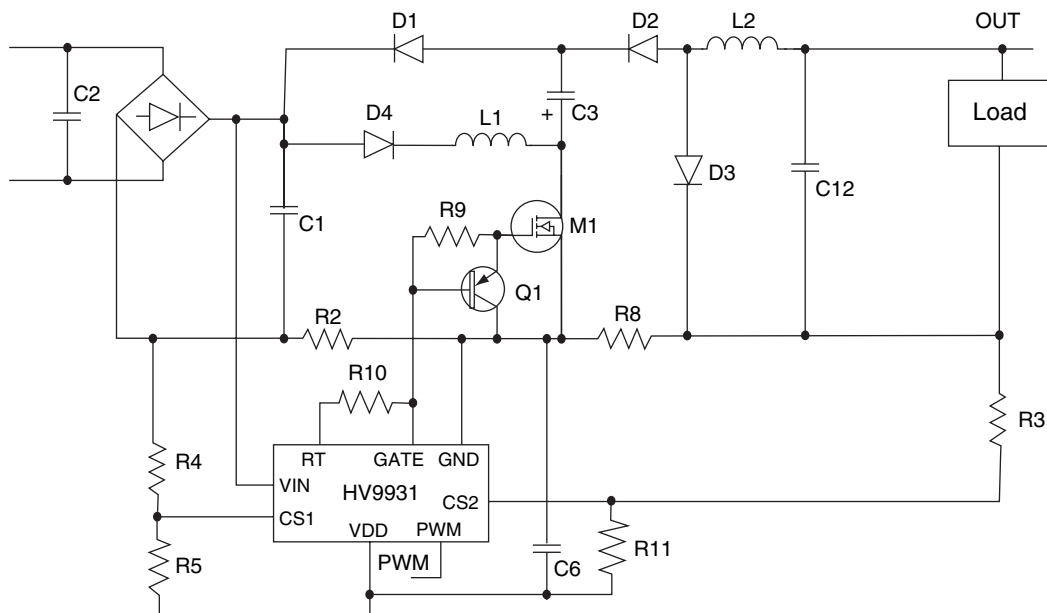 D1
D2
L2
OUT
C2
D4
L1
+
C3
Load
D3
C12
C1
R9
M1
Q1
R2
R8
R10
R3
R4
RT
GATE
GND
VIN
HV9931
CS2
CS1
VDD
PWM
R5
PWM
C6
R11